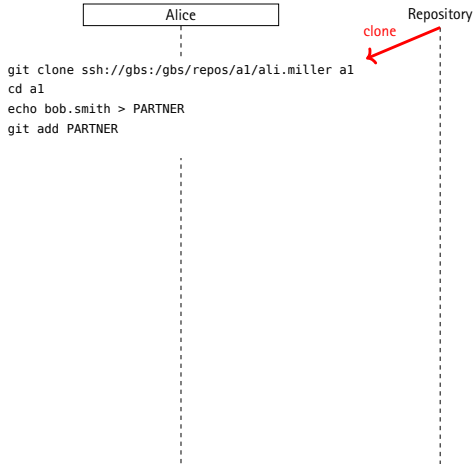 Alice
Repository
clone
git clone ssh://gbs:/gbs/repos/a1/ali.miller a1
cd a1
echo bob.smith > PARTNER
git add PARTNER